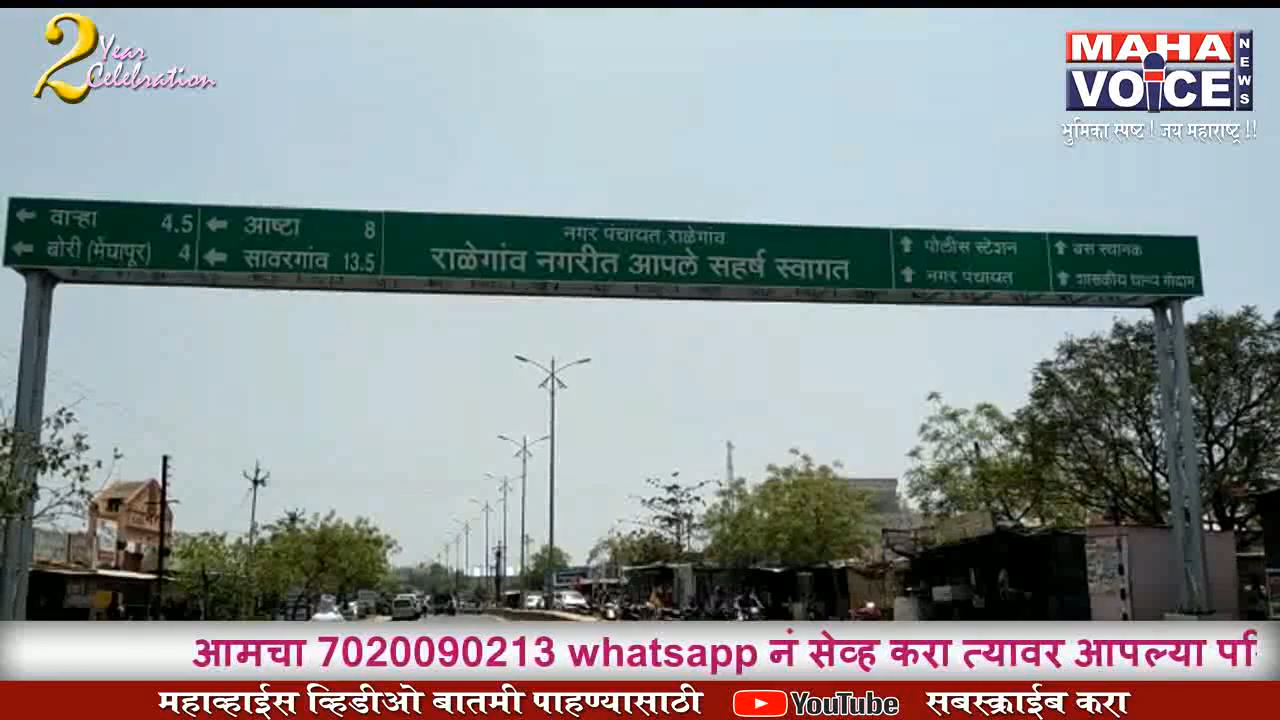 2 Year
Celebration
MAHA
VOICE
NEWS
भुमिका स्पष्ट ! जय महाराष्ट्र !!
← वाऱ्हा 4.5
← बोरी (मेघापूर) 4
← आष्टा 8
← सावरगांव 13.5
नगर पंचायत, राळेगांव
राळेगांव नगरीत आपले सहर्ष स्वागत
↑ पोलीस स्टेशन
↑ नगर पंचायत
↑ बस स्थानक
↑ शासकीय धान्य गोदाम
आमचा 7020090213 whatsapp नं सेव्ह करा त्यावर आपल्या
महाव्हाईस व्हिडीओ बातमी पाहण्यासाठी YouTube सबस्क्राईब करा